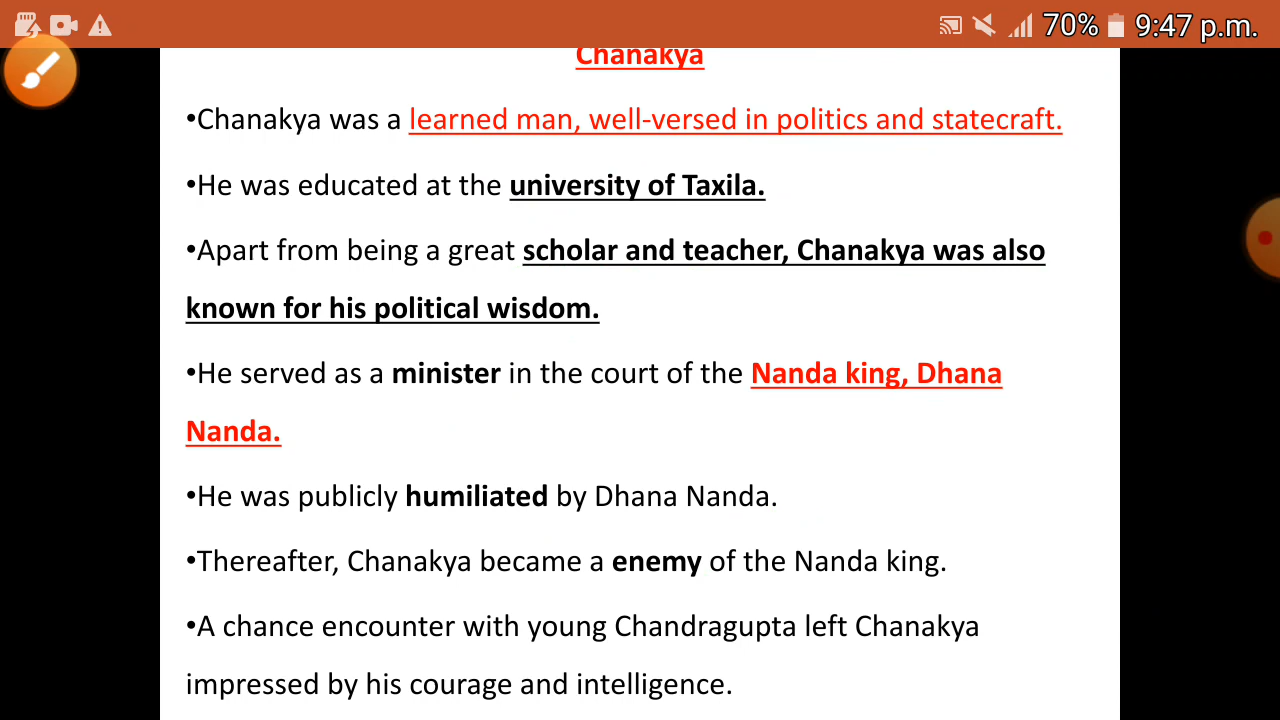 70% 9:47 p.m.
Chanakya
•Chanakya was a learned man, well-versed in politics and statecraft.
•He was educated at the university of Taxila.
•Apart from being a great scholar and teacher, Chanakya was also
known for his political wisdom.
•He served as a minister in the court of the Nanda king, Dhana
Nanda.
•He was publicly humiliated by Dhana Nanda.
•Thereafter, Chanakya became a enemy of the Nanda king.
•A chance encounter with young Chandragupta left Chanakya
impressed by his courage and intelligence.